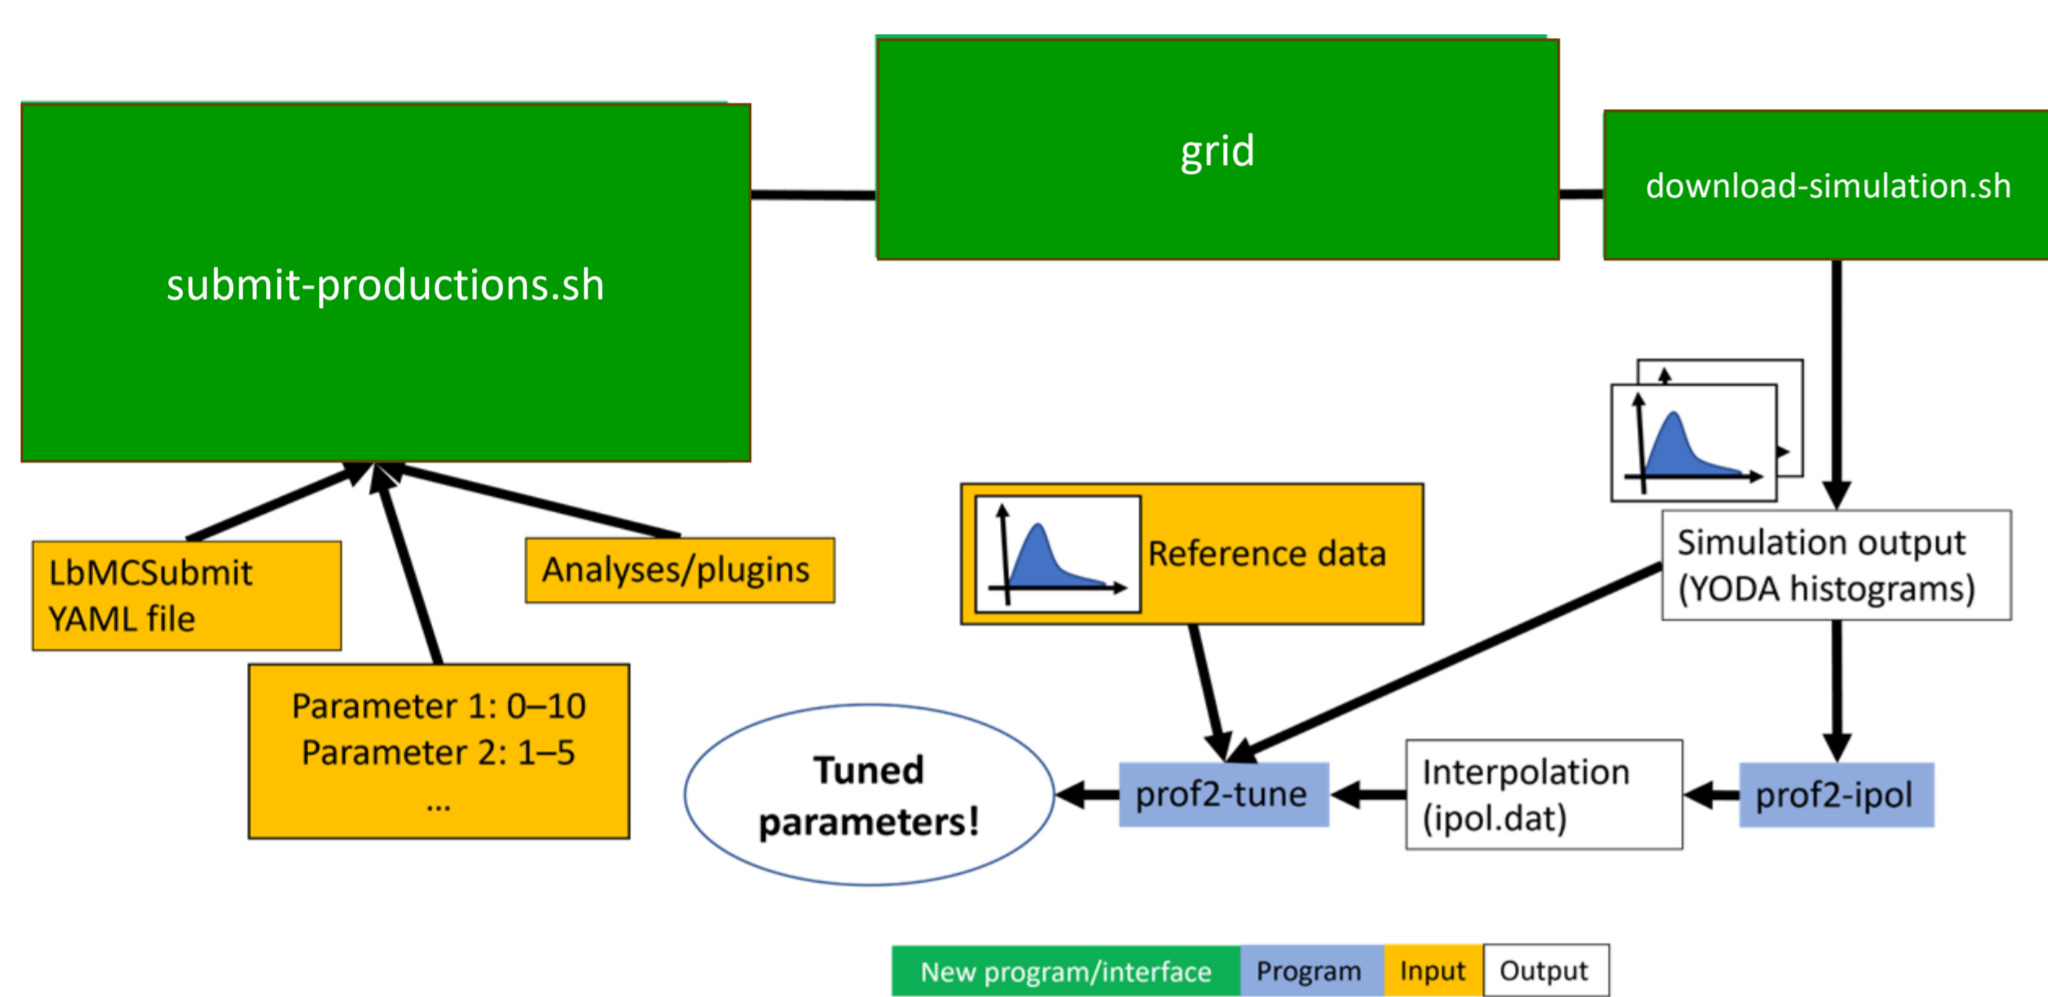 grid
download-simulation.sh
submit-productions.sh
LbMCSubmit
YAML file
Analyses/plugins
Parameter 1: 0–10
Parameter 2: 1–5
...
Reference data
Simulation output
(YODA histograms)
Tuned
parameters!
prof2-tune
Interpolation
(ipol.dat)
prof2-ipol
New program/interface
Program
Input
Output